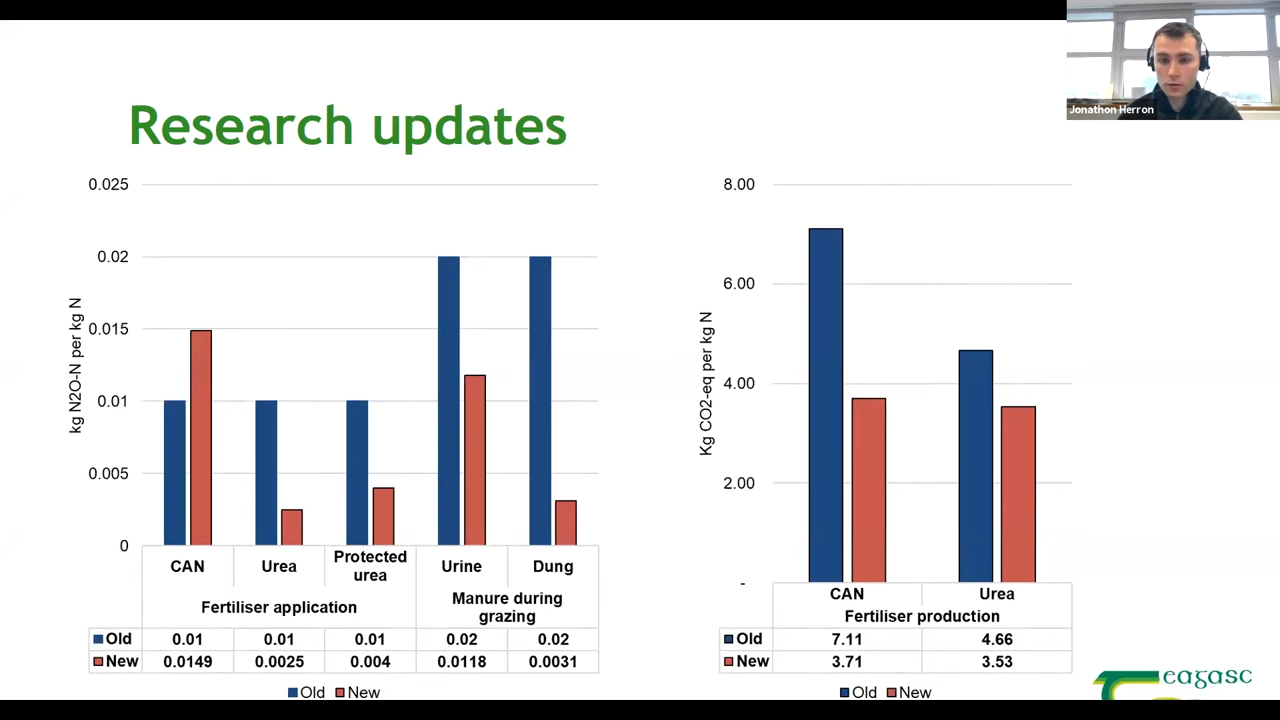 Jonathon Herron
Research updates
0.025
0.02
0.015
0.01
0.005
0
kg N2O-N per kg N
CAN Urea Protected urea Urine Dung
Fertiliser application Manure during grazing
Old 0.01 0.01 0.01 0.02 0.02
New 0.0149 0.0025 0.004 0.0118 0.0031
Old New
8.00
6.00
4.00
2.00
-
Kg CO2-eq per kg N
CAN Urea
Fertiliser production
Old 7.11 4.66
New 3.71 3.53
Old New
eagasc